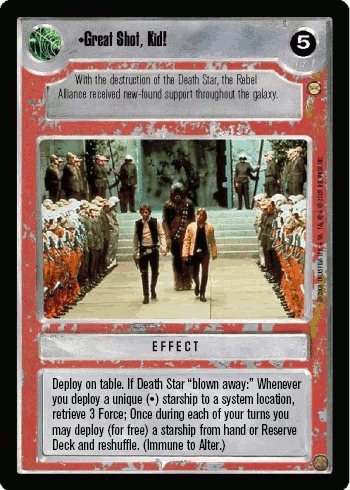 •Great Shot, Kid!
5
With the destruction of the Death Star, the Rebel
Alliance received new-found support throughout the galaxy.
EFFECT
Deploy on table. If Death Star “blown away:” Whenever
you deploy a unique (•) starship to a system location,
retrieve 3 Force; Once during each of your turns you
may deploy (for free) a starship from hand or Reserve
Deck and reshuffle. (Immune to Alter.)